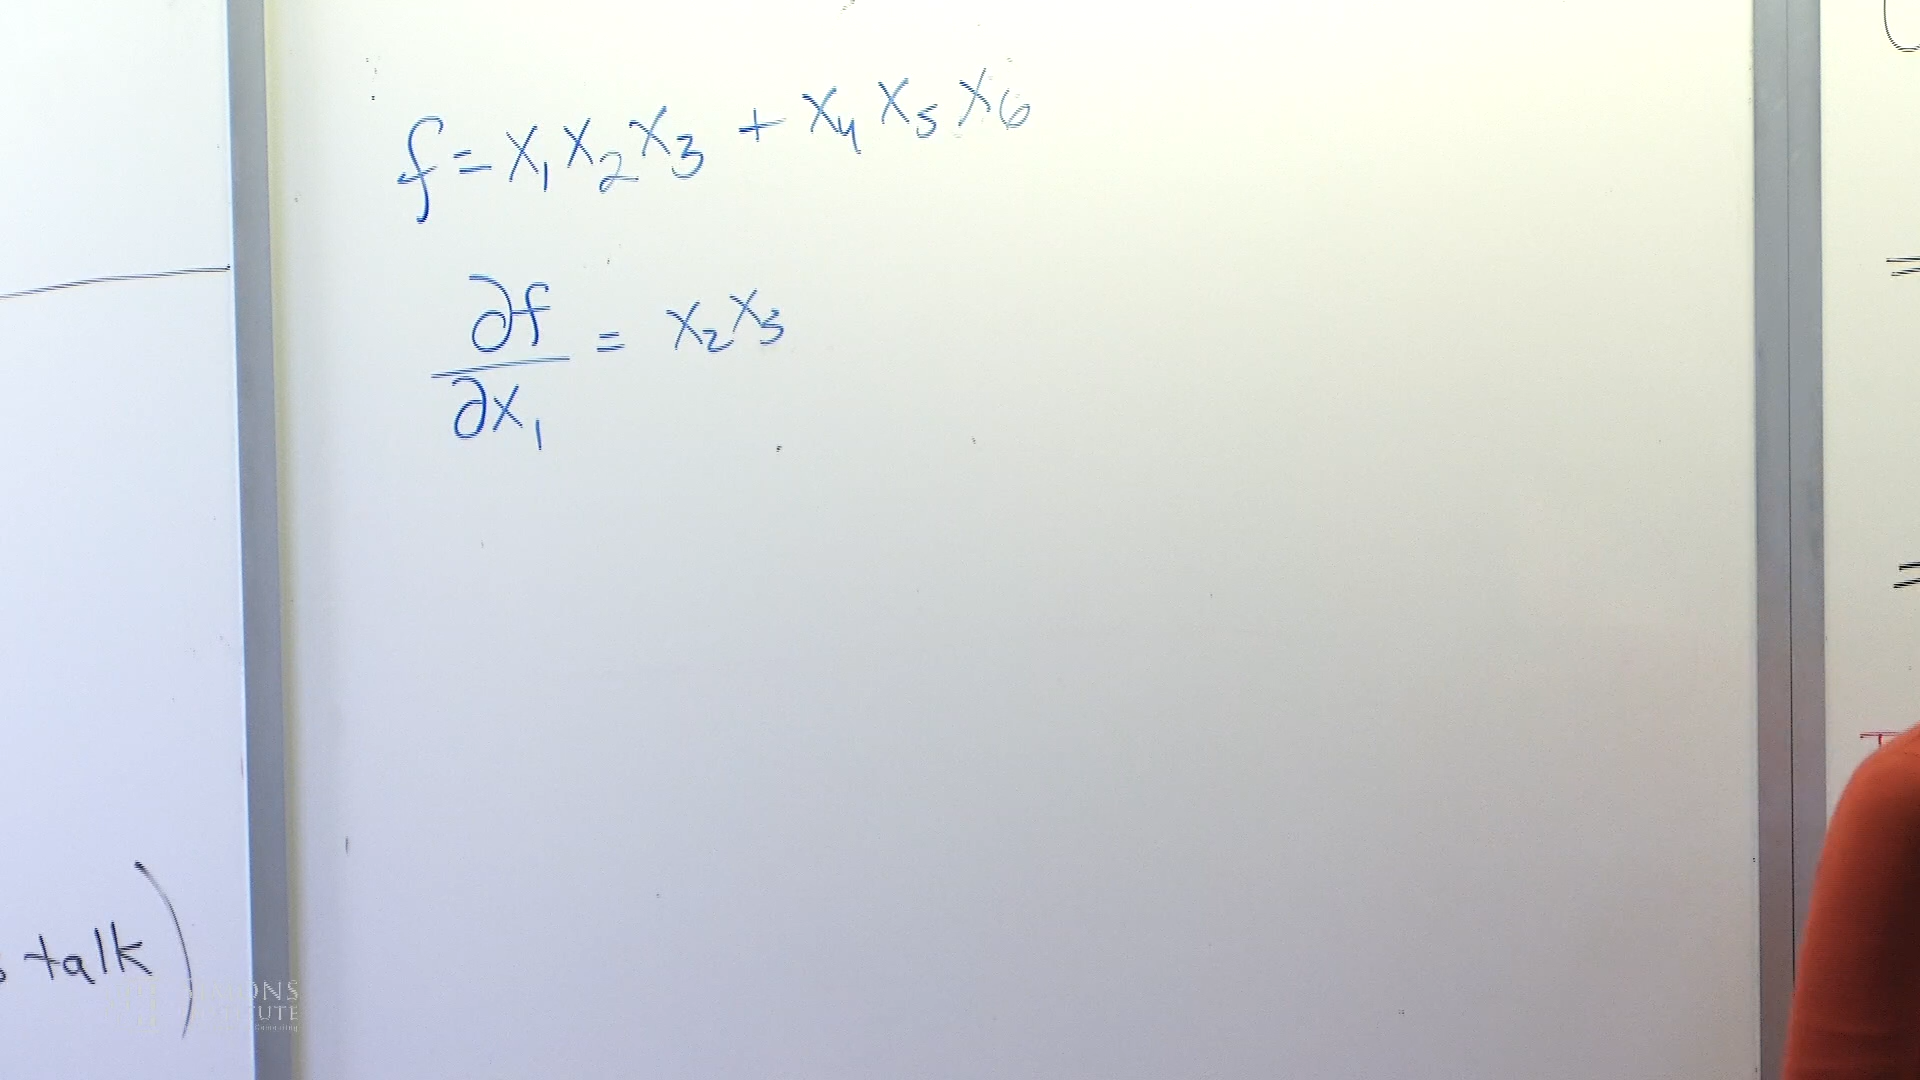 f = x₁x₂x₃ + x₄x₅x₆
∂f/∂x₁ = x₂x₃
talk)